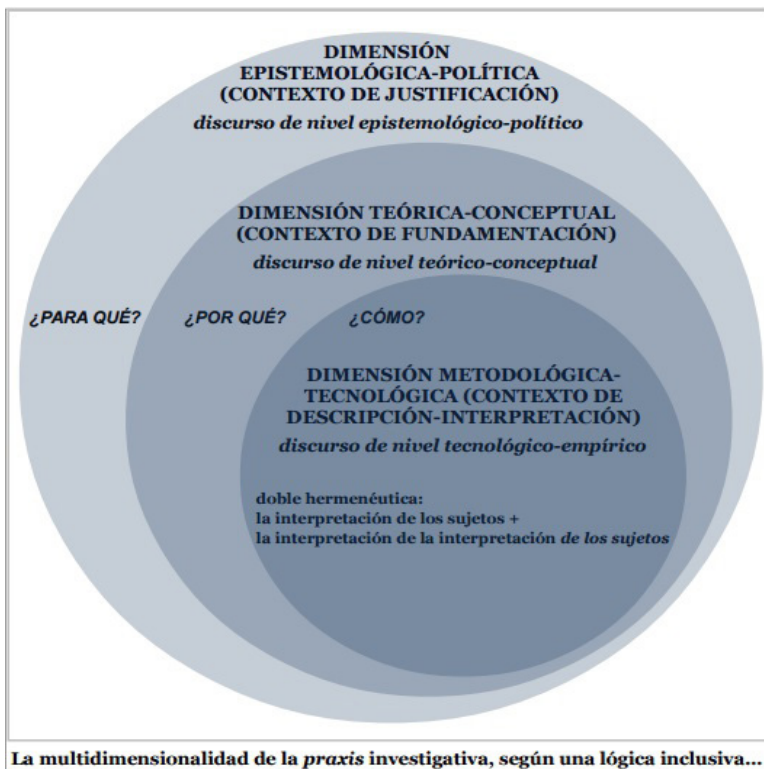 DIMENSIÓN
EPISTEMOLÓGICA-POLÍTICA
(CONTEXTO DE JUSTIFICACIÓN)
discurso de nivel epistemológico-político
DIMENSIÓN TEÓRICA-CONCEPTUAL
(CONTEXTO DE FUNDAMENTACIÓN)
discurso de nivel teórico-conceptual
¿PARA QUÉ? ¿POR QUÉ? ¿CÓMO?
DIMENSIÓN METODOLÓGICA-
TECNOLÓGICA (CONTEXTO DE
DESCRIPCIÓN-INTERPRETACIÓN)
discurso de nivel tecnológico-empírico
doble hermenéutica:
la interpretación de los sujetos +
la interpretación de la interpretación de los sujetos
La multidimensionalidad de la praxis investigativa, según una lógica inclusiva...